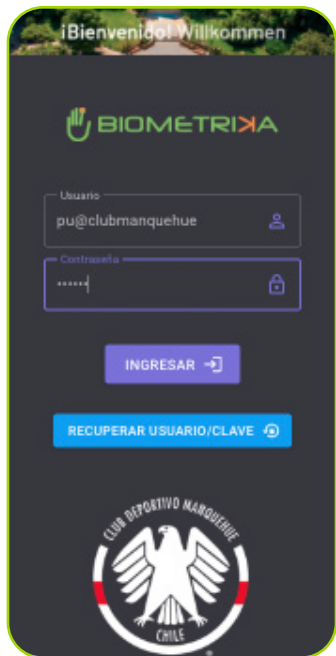 ¡Bienvenido! Willkommen
BIOMETRIKA
Usuario
pu@clubmanquehue
Contraseña
••••••
INGRESAR
RECUPERAR USUARIO/CLAVE
CLUB DEPORTIVO MANQUEHUE
CHILE